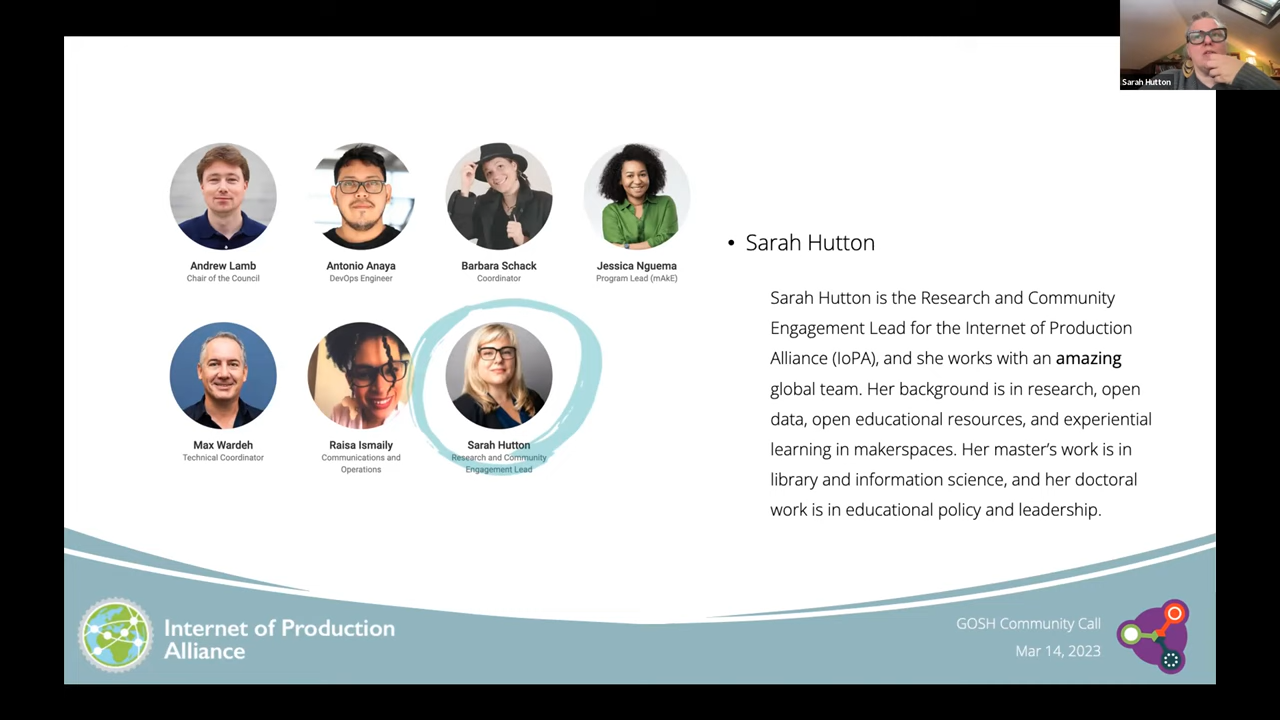 Sarah Hutton
Andrew Lamb
Chair of the Council
Antonio Anaya
DevOps Engineer
Barbara Schack
Coordinator
Jessica Nguema
Program Lead (mAkE)
Max Wardeh
Technical Coordinator
Raisa Ismaily
Communications and
Operations
Sarah Hutton
Research and Community
Engagement Lead
• Sarah Hutton
Sarah Hutton is the Research and Community
Engagement Lead for the Internet of Production
Alliance (IoPA), and she works with an amazing
global team. Her background is in research, open
data, open educational resources, and experiential
learning in makerspaces. Her master’s work is in
library and information science, and her doctoral
work is in educational policy and leadership.
Internet of Production
Alliance
GOSH Community Call
Mar 14, 2023